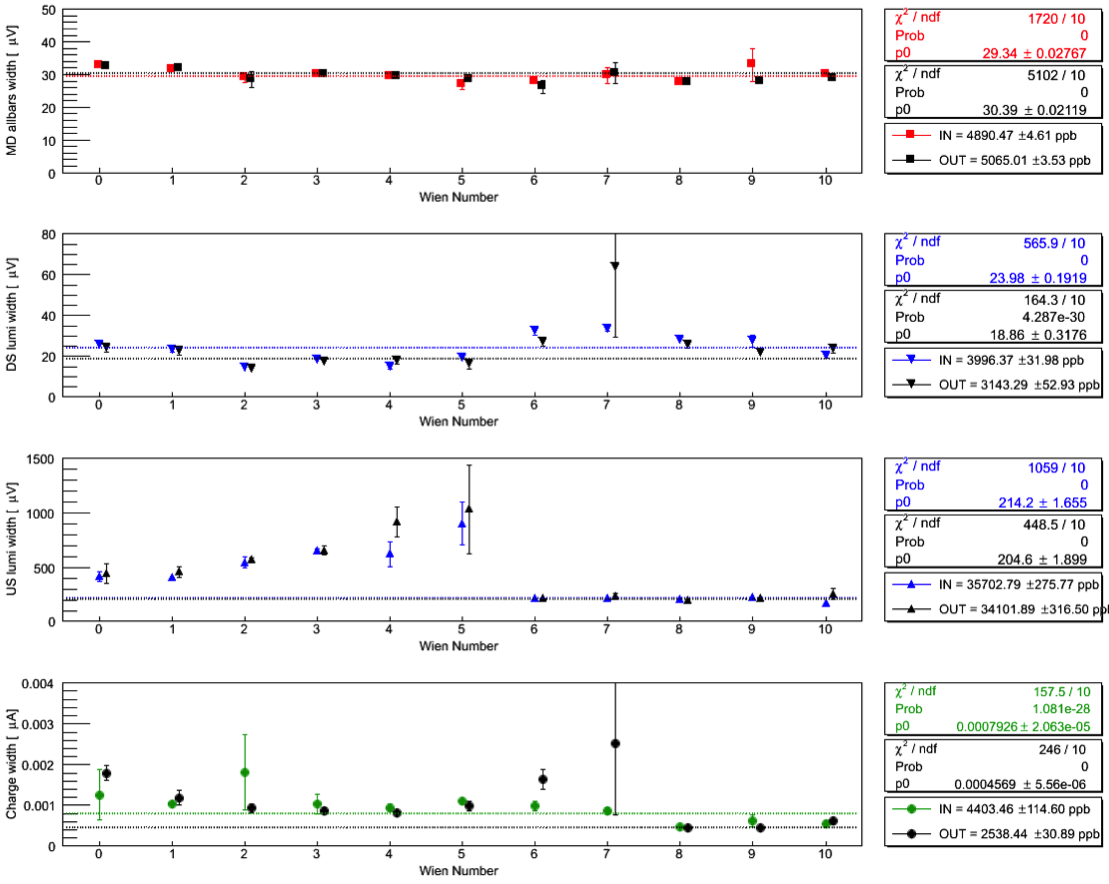 MD allbars width [ μV]
50
40
30
20
10
0
0 1 2 3 4 5 6 7 8 9 10
Wien Number
χ² / ndf 1720 / 10
Prob 0
p0 29.34 ± 0.02767
χ² / ndf 5102 / 10
Prob 0
p0 30.39 ± 0.02119
IN = 4890.47 ±4.61 ppb
OUT = 5065.01 ±3.53 ppb
DS lumi width [ μV]
80
60
40
20
0
0 1 2 3 4 5 6 7 8 9 10
Wien Number
χ² / ndf 565.9 / 10
Prob 0
p0 23.98 ± 0.1919
χ² / ndf 164.3 / 10
Prob 4.287e-30
p0 18.86 ± 0.3176
IN = 3996.37 ±31.98 ppb
OUT = 3143.29 ±52.93 ppb
US lumi width [ μV]
1500
1000
500
0
0 1 2 3 4 5 6 7 8 9 10
Wien Number
χ² / ndf 1059 / 10
Prob 0
p0 214.2 ± 1.655
χ² / ndf 448.5 / 10
Prob 0
p0 204.6 ± 1.899
IN = 35702.79 ±275.77 ppb
OUT = 34101.89 ±316.50 ppb
Charge width [ μA]
0.004
0.003
0.002
0.001
0
0 1 2 3 4 5 6 7 8 9 10
Wien Number
χ² / ndf 157.5 / 10
Prob 1.081e-28
p0 0.0007926 ± 2.063e-05
χ² / ndf 246 / 10
Prob 0
p0 0.0004569 ± 5.56e-06
IN = 4403.46 ±114.60 ppb
OUT = 2538.44 ±30.89 ppb